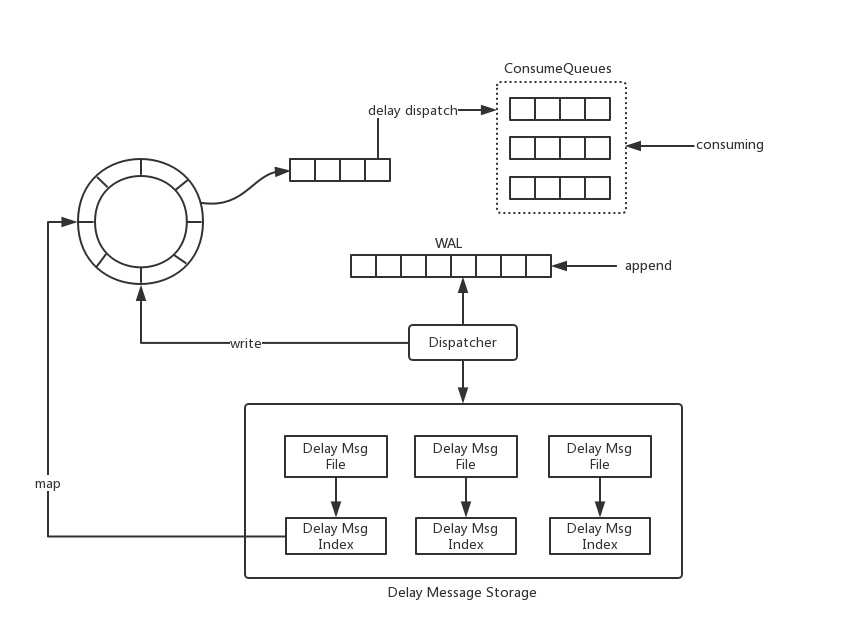 ConsumeQueues
delay dispatch
consuming
WAL
append
write
Dispatcher
map
Delay Msg
File
Delay Msg
File
Delay Msg
File
Delay Msg
Index
Delay Msg
Index
Delay Msg
Index
Delay Message Storage